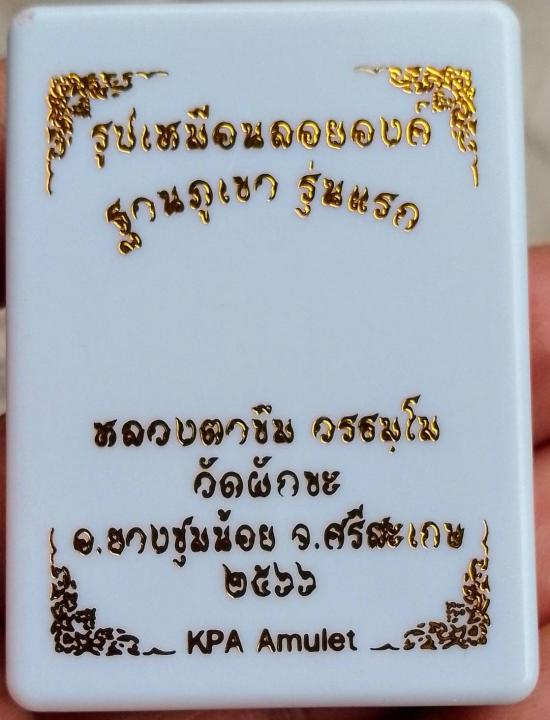 รูปเหมือนลอยองค์
ฐานภูเขา รุ่นแรก
หลวงตาขีม วรธมฺโม
วัดผักขะ
อ.ยางชุมน้อย จ.ศรีสะเกษ
๒๕๖๖
KPA Amulet